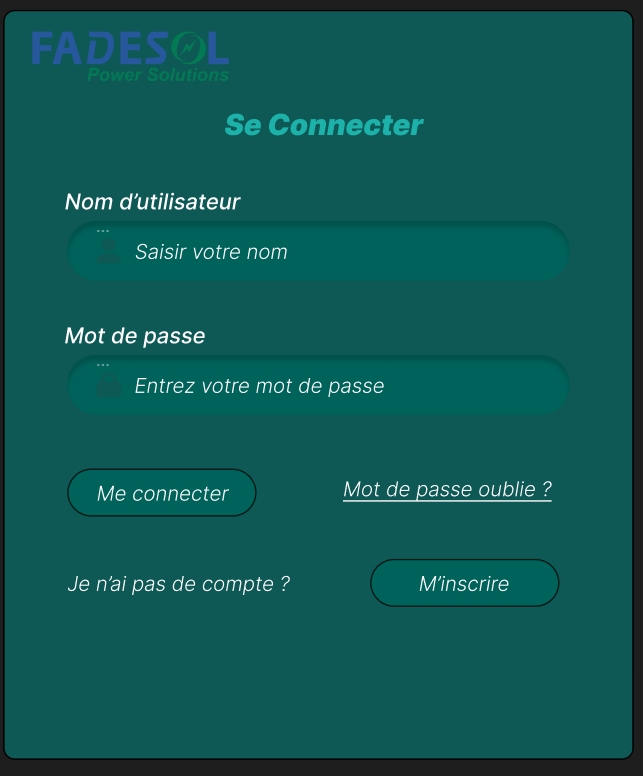 FADESOL
Power Solutions
Se Connecter
Nom d'utilisateur
...
Saisir votre nom
Mot de passe
...
Entrez votre mot de passe
Me connecter
Mot de passe oublie ?
Je n'ai pas de compte ?
M'inscrire